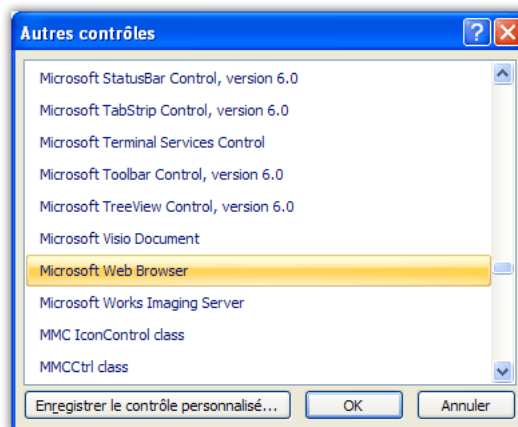 Autres contrôles
Microsoft StatusBar Control, version 6.0
Microsoft TabStrip Control, version 6.0
Microsoft Terminal Services Control
Microsoft Toolbar Control, version 6.0
Microsoft TreeView Control, version 6.0
Microsoft Visio Document
Microsoft Web Browser
Microsoft Works Imaging Server
MMC IconControl class
MMCCtrl class
Enregistrer le contrôle personnalisé... OK Annuler